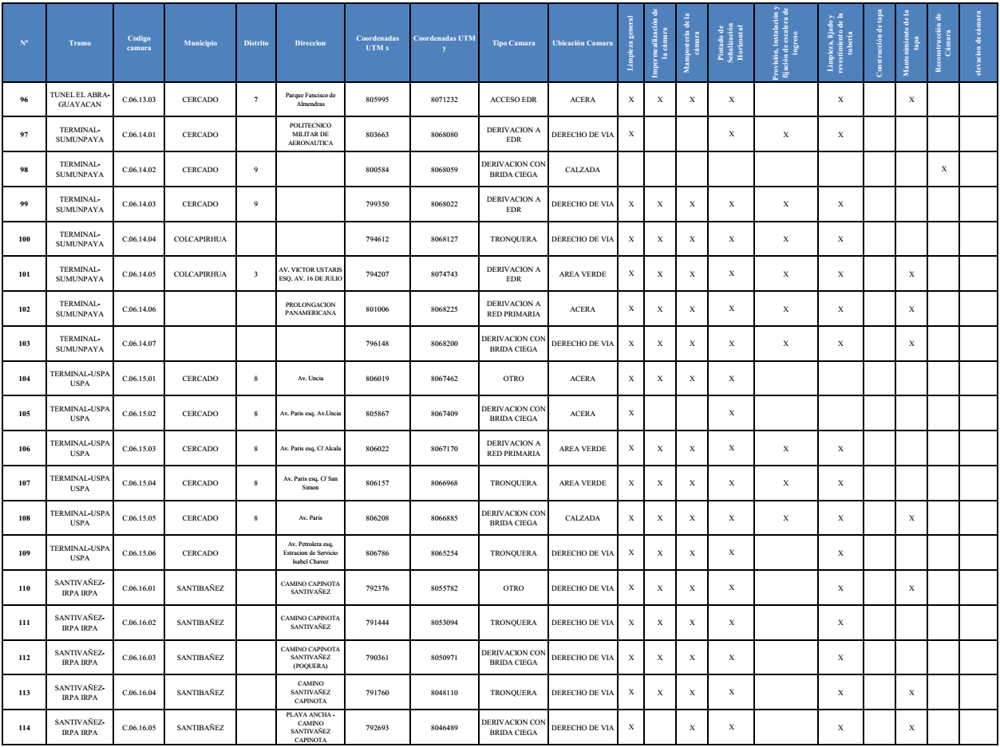 Nº Tramo Codigo camara Municipio Distrito Direccion Coordenadas UTM x Coordenadas UTM y Tipo Camara Ubicación Camara Limpieza general Impermealización de la cámara Mampostería de la cámara Pintado de Señalización Horizontal Provisión, instalación y fijación de escalera de ingreso Limpieza, lijado y revestimiento de la tubería Construcción de tapa Mantenimiento de la tapa Reconstrucción de Cámara elevacion de cámara
96 TUNEL EL ABRA-GUAYACAN C.06.13.03 CERCADO 7 Parque Fancisco de Almendras 805995 8071232 ACCESO EDR ACERA X X X X X X
97 TERMINAL-SUMUNPAYA C.06.14.01 CERCADO POLITECNICO MILITAR DE AERONAUTICA 803663 8068080 DERIVACION A EDR DERECHO DE VIA X X X X
98 TERMINAL-SUMUNPAYA C.06.14.02 CERCADO 9 800584 8068059 DERIVACION CON BRIDA CIEGA CALZADA X
99 TERMINAL-SUMUNPAYA C.06.14.03 CERCADO 9 799350 8068022 DERIVACION A EDR DERECHO DE VIA X X X X X X
100 TERMINAL-SUMUNPAYA C.06.14.04 COLCAPIRHUA 794612 8068127 TRONQUERA DERECHO DE VIA X X X X X X
101 TERMINAL-SUMUNPAYA C.06.14.05 COLCAPIRHUA 3 AV. VICTOR USTARIS ESQ. AV. 16 DE JULIO 794207 8074743 DERIVACION A EDR AREA VERDE X X X X X X X
102 TERMINAL-SUMUNPAYA C.06.14.06 PROLONGACION PANAMERICANA 801006 8068225 DERIVACION A RED PRIMARIA ACERA X X X X X X X
103 TERMINAL-SUMUNPAYA C.06.14.07 796148 8068200 DERIVACION CON BRIDA CIEGA DERECHO DE VIA X X X X X X X
104 TERMINAL-USPA USPA C.06.15.01 CERCADO 8 Av. Uncia 806019 8067462 OTRO ACERA X X X X
105 TERMINAL-USPA USPA C.06.15.02 CERCADO 8 Av. Paris esq. Av.Uncia 805867 8067409 DERIVACION CON BRIDA CIEGA ACERA X X
106 TERMINAL-USPA USPA C.06.15.03 CERCADO 8 Av. Paris esq. C/ Alcala 806022 8067170 DERIVACION A RED PRIMARIA AREA VERDE X X X X X X
107 TERMINAL-USPA USPA C.06.15.04 CERCADO 8 Av. Paris esq. C/ San Simon 806157 8066968 TRONQUERA AREA VERDE X X X X X X
108 TERMINAL-USPA USPA C.06.15.05 CERCADO 8 Av. Paris 806208 8066885 DERIVACION CON BRIDA CIEGA CALZADA X X X X X X X
109 TERMINAL-USPA USPA C.06.15.06 CERCADO Av. Petrolera esq. Estracion de Servicio Isabel Chavez 806786 8065254 TRONQUERA DERECHO DE VIA X X X X X
110 SANTIVAÑEZ-IRPA IRPA C.06.16.01 SANTIBAÑEZ CAMINO CAPINOTA SANTIVAÑEZ 792376 8055782 OTRO DERECHO DE VIA X X X X X X
111 SANTIVAÑEZ-IRPA IRPA C.06.16.02 SANTIBAÑEZ CAMINO CAPINOTA SANTIVAÑEZ 791444 8053094 TRONQUERA DERECHO DE VIA X X X X X
112 SANTIVAÑEZ-IRPA IRPA C.06.16.03 SANTIBAÑEZ CAMINO CAPINOTA SANTIVAÑEZ (POQUERA) 790361 8050971 DERIVACION CON BRIDA CIEGA DERECHO DE VIA X X X X X
113 SANTIVAÑEZ-IRPA IRPA C.06.16.04 SANTIBAÑEZ CAMINO SANTIVAÑEZ CAPINOTA 791760 8048110 TRONQUERA DERECHO DE VIA X X X X X X
114 SANTIVAÑEZ-IRPA IRPA C.06.16.05 SANTIBAÑEZ PLAYA ANCHA - CAMINO SANTIVAÑEZ CAPINOTA 792693 8046489 DERIVACION CON BRIDA CIEGA DERECHO DE VIA X X X X X